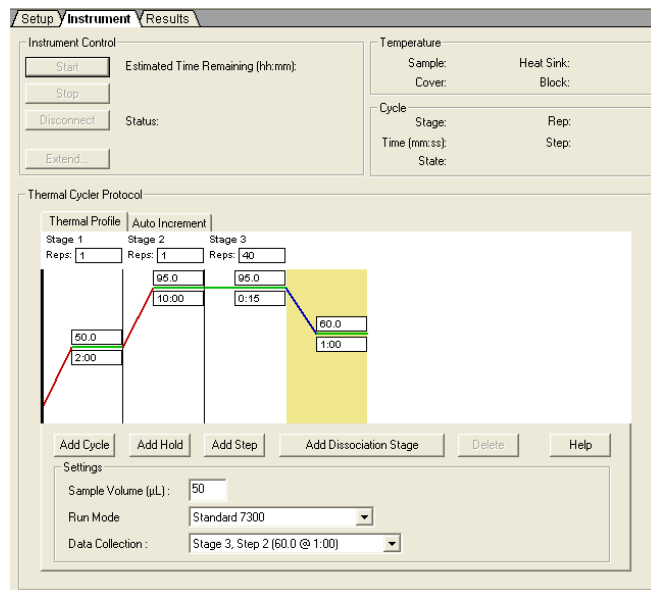 Setup Instrument Results
Instrument Control
Start
Estimated Time Remaining (hh:mm):
Stop
Disconnect
Status:
Extend...
Temperature
Sample: Heat Sink:
Cover: Block:
Cycle
Stage: Rep:
Time (mm:ss): Step:
State:
Thermal Cycler Protocol
Thermal Profile Auto Increment
Stage 1 Stage 2 Stage 3
Reps: 1 Reps: 1 Reps: 40
95.0 95.0
10:00 0:15
60.0
50.0
1:00
2:00
Add Cycle Add Hold Add Step Add Dissociation Stage Delete Help
Settings
Sample Volume (µL) : 50
Run Mode Standard 7300
Data Collection : Stage 3, Step 2 (60.0 @ 1:00)